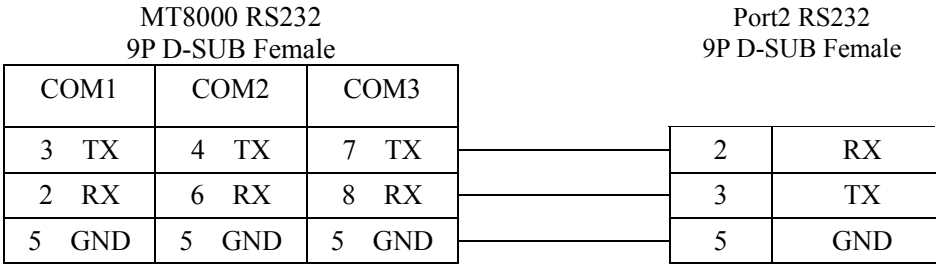 MT8000 RS232 Port2 RS232
9P D-SUB Female 9P D-SUB Female
COM1 COM2 COM3
3 TX 4 TX 7 TX 2 RX
2 RX 6 RX 8 RX 3 TX
5 GND 5 GND 5 GND 5 GND